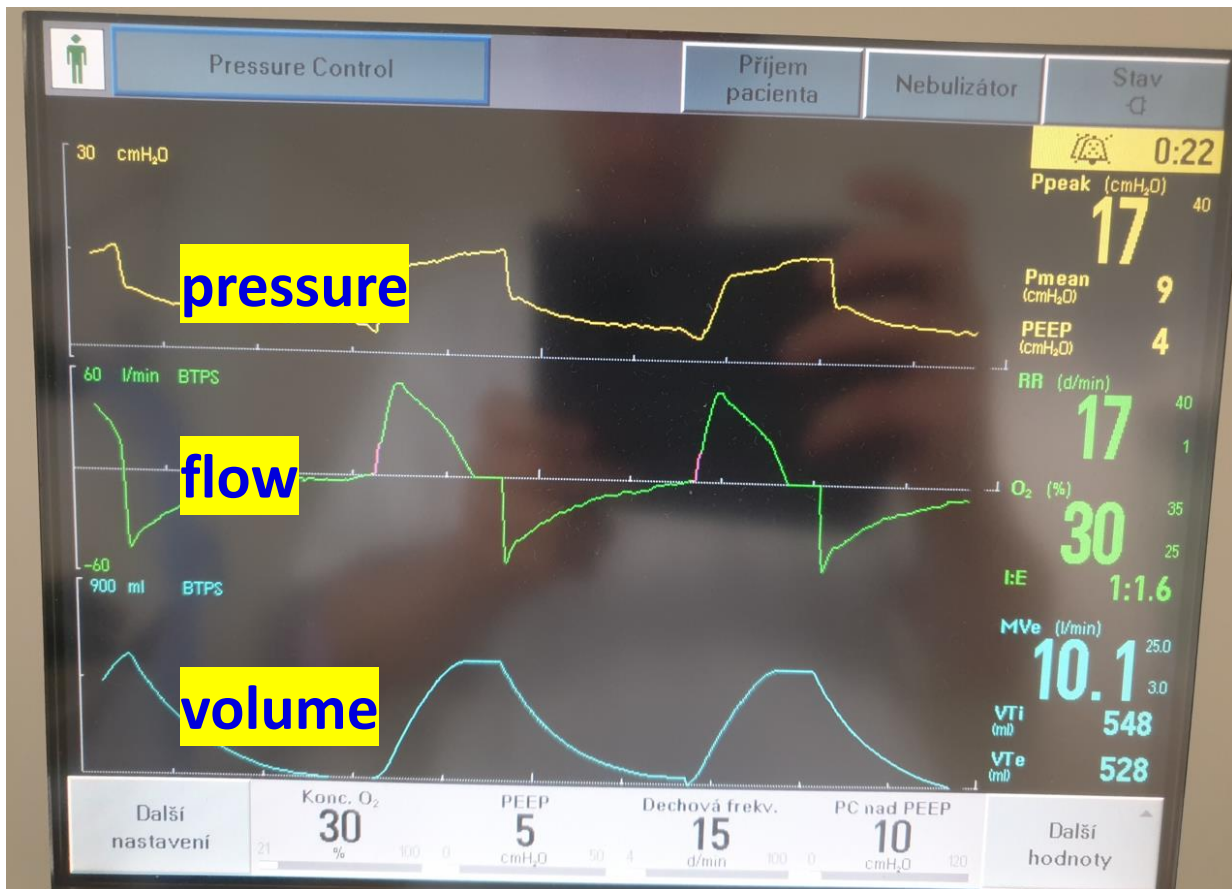 Pressure Control
Příjem
pacienta
Nebulizátor
Stav
30 cmH₂O
0:22
Ppeak (cmH₂O)
17
40
Pmean
(cmH₂O)
9
PEEP
(cmH₂O)
4
pressure
60 l/min BTPS
RR (d/min)
17
40
1
flow
O₂ (%)
30
35
25
-60
I:E
1:1.6
900 ml BTPS
MVe (l/min)
10.1
25.0
3.0
volume
VTi
(ml)
548
VTe
(ml)
528
Další
nastavení
Konc. O₂
30
21 % 100
PEEP
5
0 cmH₂O 50
Dechová frekv.
15
4 d/min 100
PC nad PEEP
10
0 cmH₂O 120
Další
hodnoty